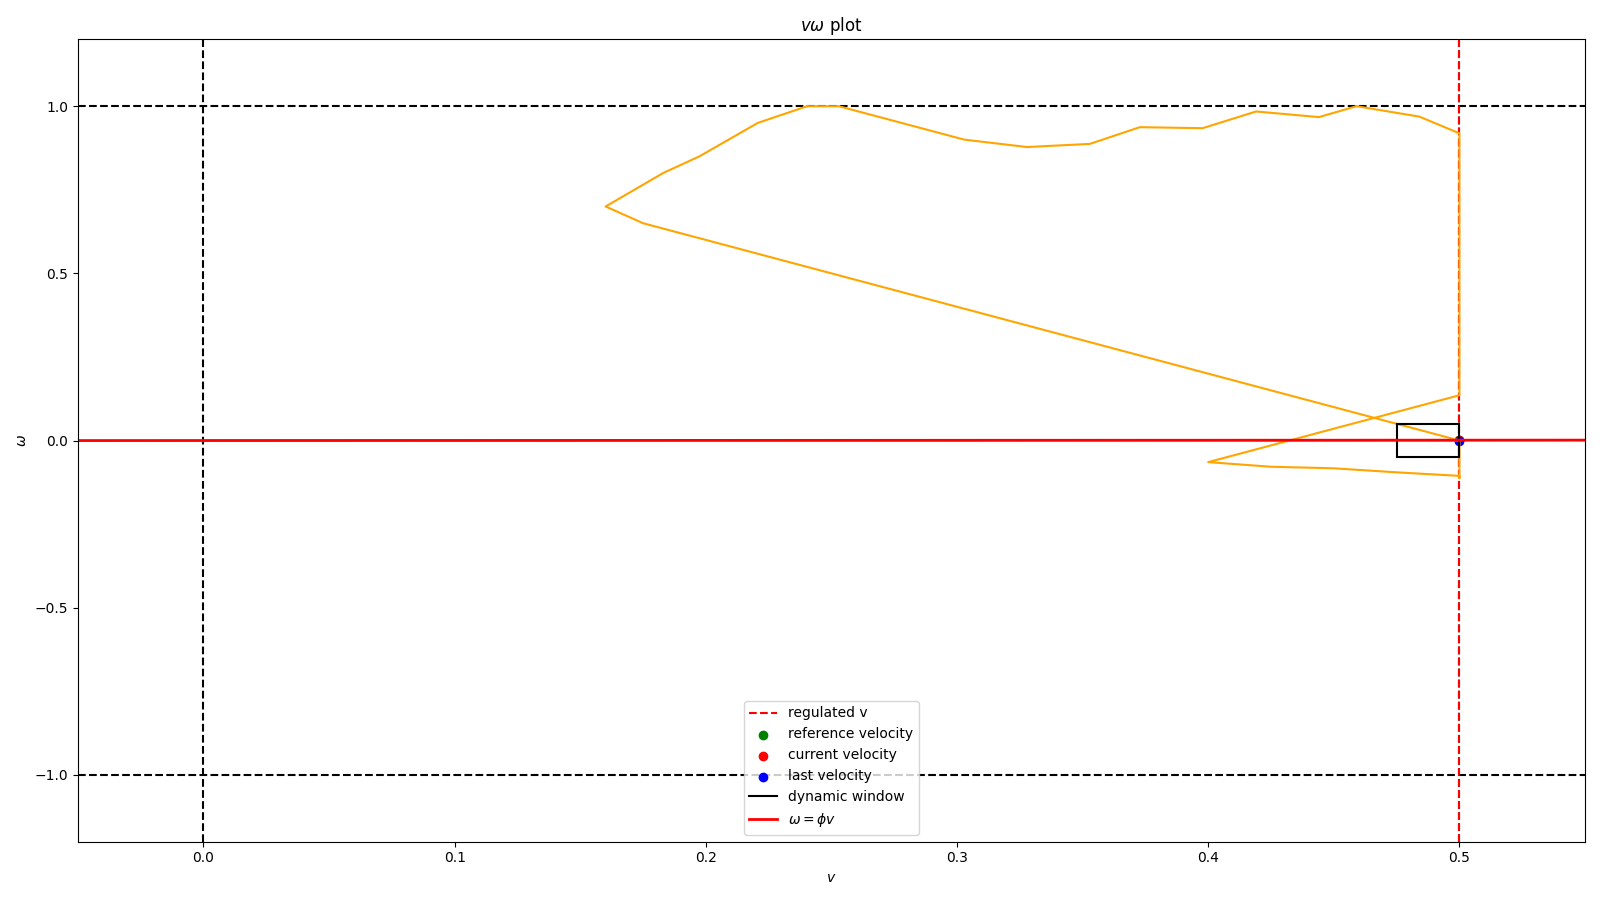 vω plot
1.0
0.5
0.0
−0.5
−1.0
ω
0.0
0.1
0.2
0.3
0.4
0.5
v
regulated v
reference velocity
current velocity
last velocity
dynamic window
ω = ϕv